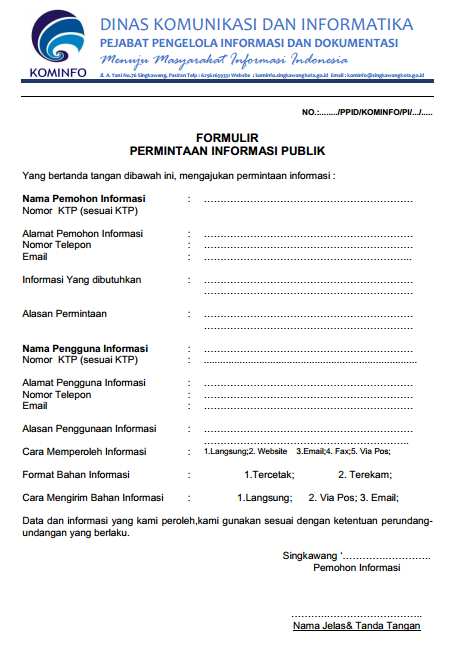 KOMINFO
DINAS KOMUNIKASI DAN INFORMATIKA
PEJABAT PENGELOLA INFORMASI DAN DOKUMENTASI
Menuju Masyarakat Informasi Indonesia
Jl. A. Yani No.76 Singkawang, Pasiran Telp : Website : kominfo.singkawangkota.go.id Email : kominfo@singkawangkota.go.id
NO.:......../PPID/KOMINFO/PI/.../.....
FORMULIR
PERMINTAAN INFORMASI PUBLIK
Yang bertanda tangan dibawah ini, mengajukan permintaan informasi :
Nama Pemohon Informasi : ………………………………………………………
Nomor KTP (sesuai KTP)
Alamat Pemohon Informasi : ………………………………………………………
Nomor Telepon : ………………………………………………………
Email : ………………………………………………………
Informasi Yang dibutuhkan : ………………………………………………………
………………………………………………………
Alasan Permintaan : ………………………………………………………
………………………………………………………
Nama Pengguna Informasi : ………………………………………………………
Nomor KTP (sesuai KTP) : .........................................................................
Alamat Pengguna Informasi : ………………………………………………………
Nomor Telepon : ………………………………………………………
Email : ………………………………………………………
Alasan Penggunaan Informasi : ………………………………………………………
………………………………………………………
Cara Memperoleh Informasi : 1.Langsung;2. Website 3.Email;4. Fax;5. Via Pos;
Format Bahan Informasi : 1.Tercetak; 2. Terekam;
Cara Mengirim Bahan Informasi : 1.Langsung; 2. Via Pos; 3. Email;
Data dan informasi yang kami peroleh,kami gunakan sesuai dengan ketentuan perundang-
undangan yang berlaku.
Singkawang ‘……………………..
Pemohon Informasi
…………………………………
Nama Jelas& Tanda Tangan